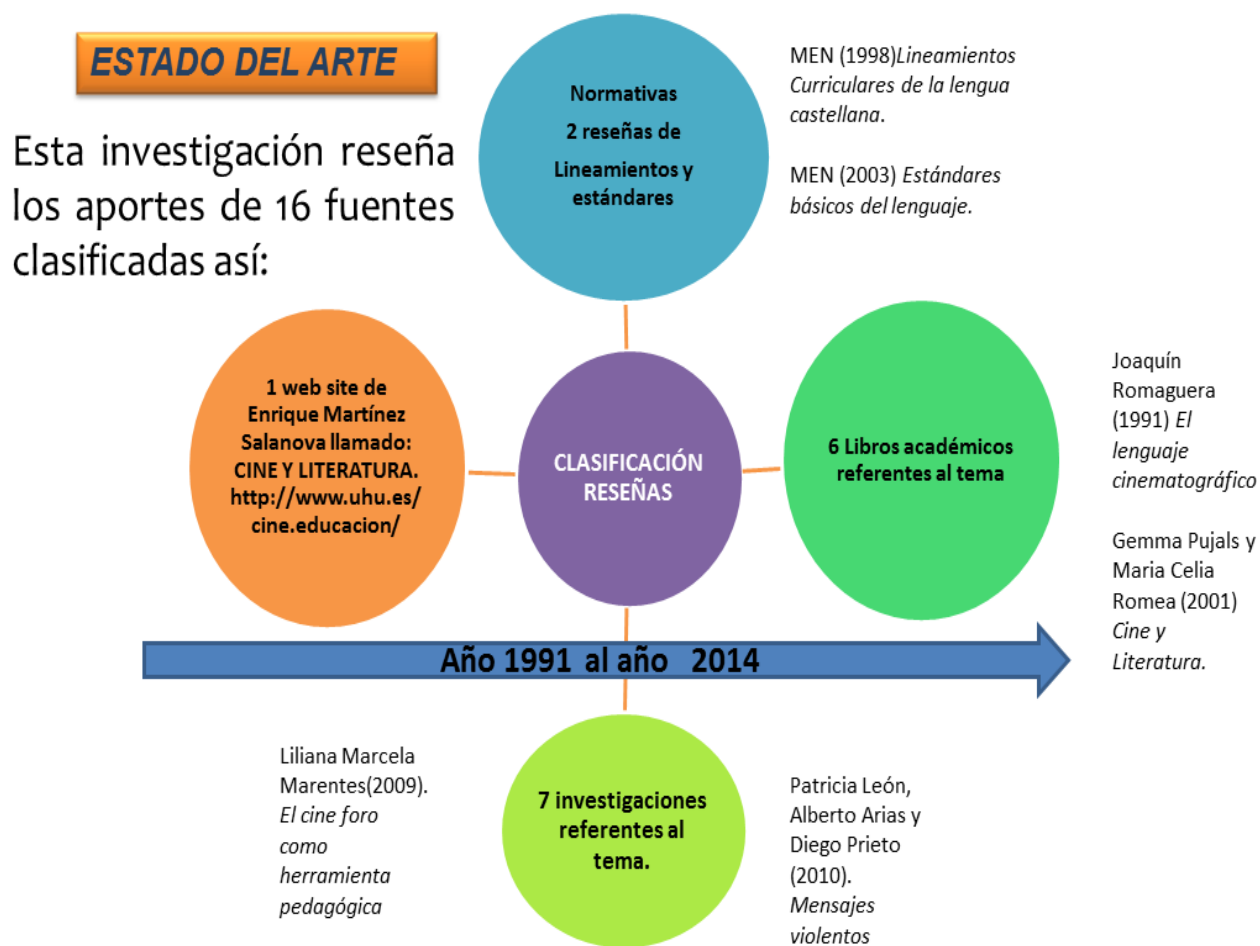 ESTADO DEL ARTE
Esta investigación reseña
los aportes de 16 fuentes
clasificadas así:
Normativas
2 reseñas de
Lineamientos y
estándares
MEN (1998)Lineamientos
Curriculares de la lengua
castellana.
MEN (2003) Estándares
básicos del lenguaje.
1 web site de
Enrique Martínez
Salanova llamado:
CINE Y LITERATURA.
http://www.uhu.es/
cine.educacion/
CLASIFICACIÓN
RESEÑAS
6 Libros académicos
referentes al tema
Joaquín
Romaguera
(1991) El
lenguaje
cinematográfico
Gemma Pujals y
Maria Celia
Romea (2001)
Cine y
Literatura.
Año 1991 al año 2014
Liliana Marcela
Marentes(2009).
El cine foro
como
herramienta
pedagógica
7 investigaciones
referentes al
tema.
Patricia León,
Alberto Arias y
Diego Prieto
(2010).
Mensajes
violentos